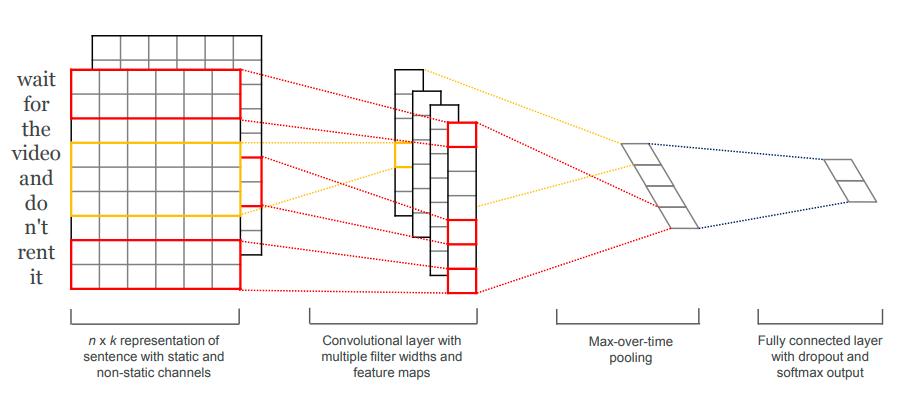 wait
for
the
video
and
do
n't
rent
it
n x k representation of
sentence with static and
non-static channels
Convolutional layer with
multiple filter widths and
feature maps
Max-over-time
pooling
Fully connected layer
with dropout and
softmax output